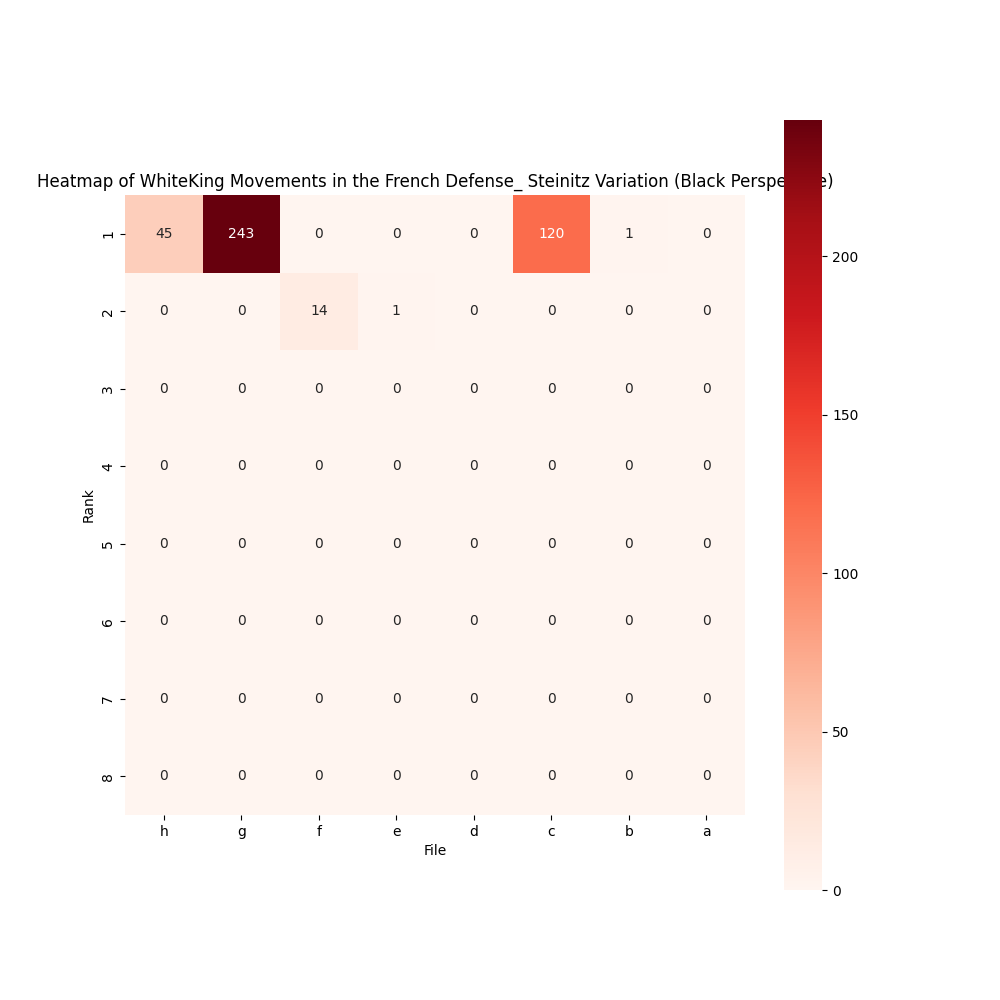 Heatmap of WhiteKing Movements in the French Defense_ Steinitz Variation (Black Perspe e)
1 45 243 0 0 0 120 1 0
2 0 0 14 1 0 0 0 0
3 0 0 0 0 0 0 0 0
4 0 0 0 0 0 0 0 0
5 0 0 0 0 0 0 0 0
6 0 0 0 0 0 0 0 0
7 0 0 0 0 0 0 0 0
8 0 0 0 0 0 0 0 0
Rank
h g f e d c b a
File
200
150
100
50
0